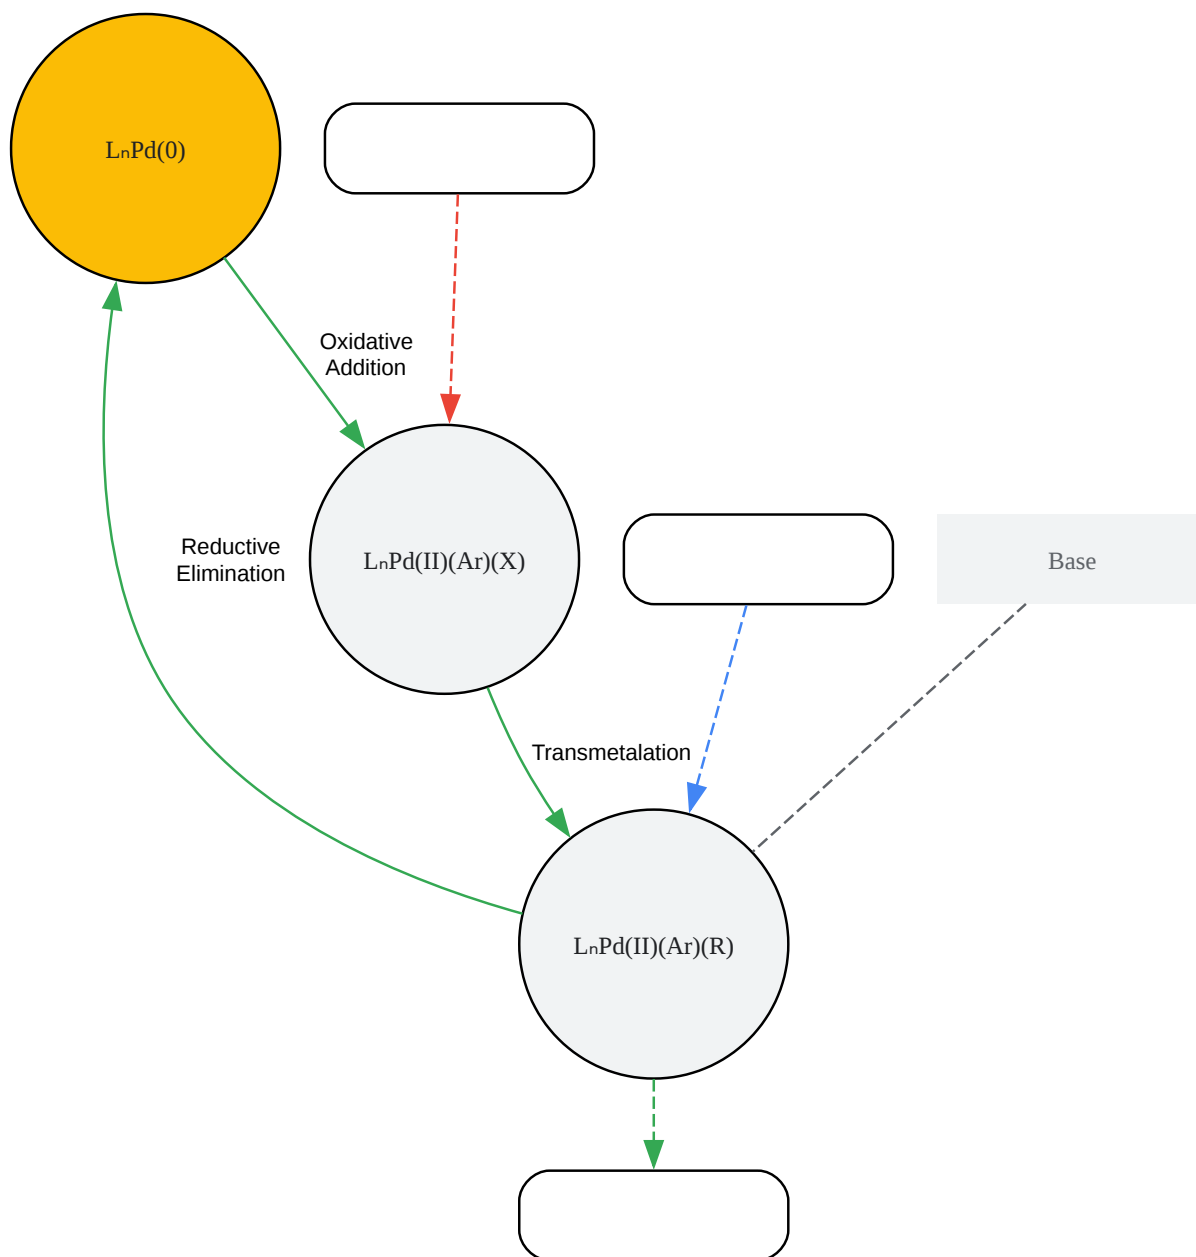 LₙPd(0)
Oxidative
Addition
Reductive
Elimination
LₙPd(II)(Ar)(X)
Base
Transmetalation
LₙPd(II)(Ar)(R)